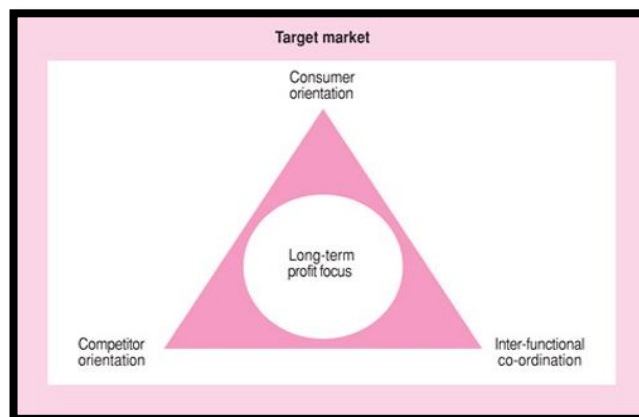 Target market
Consumer
orientation
Long-term
profit focus
Competitor
orientation
Inter-functional
co-ordination